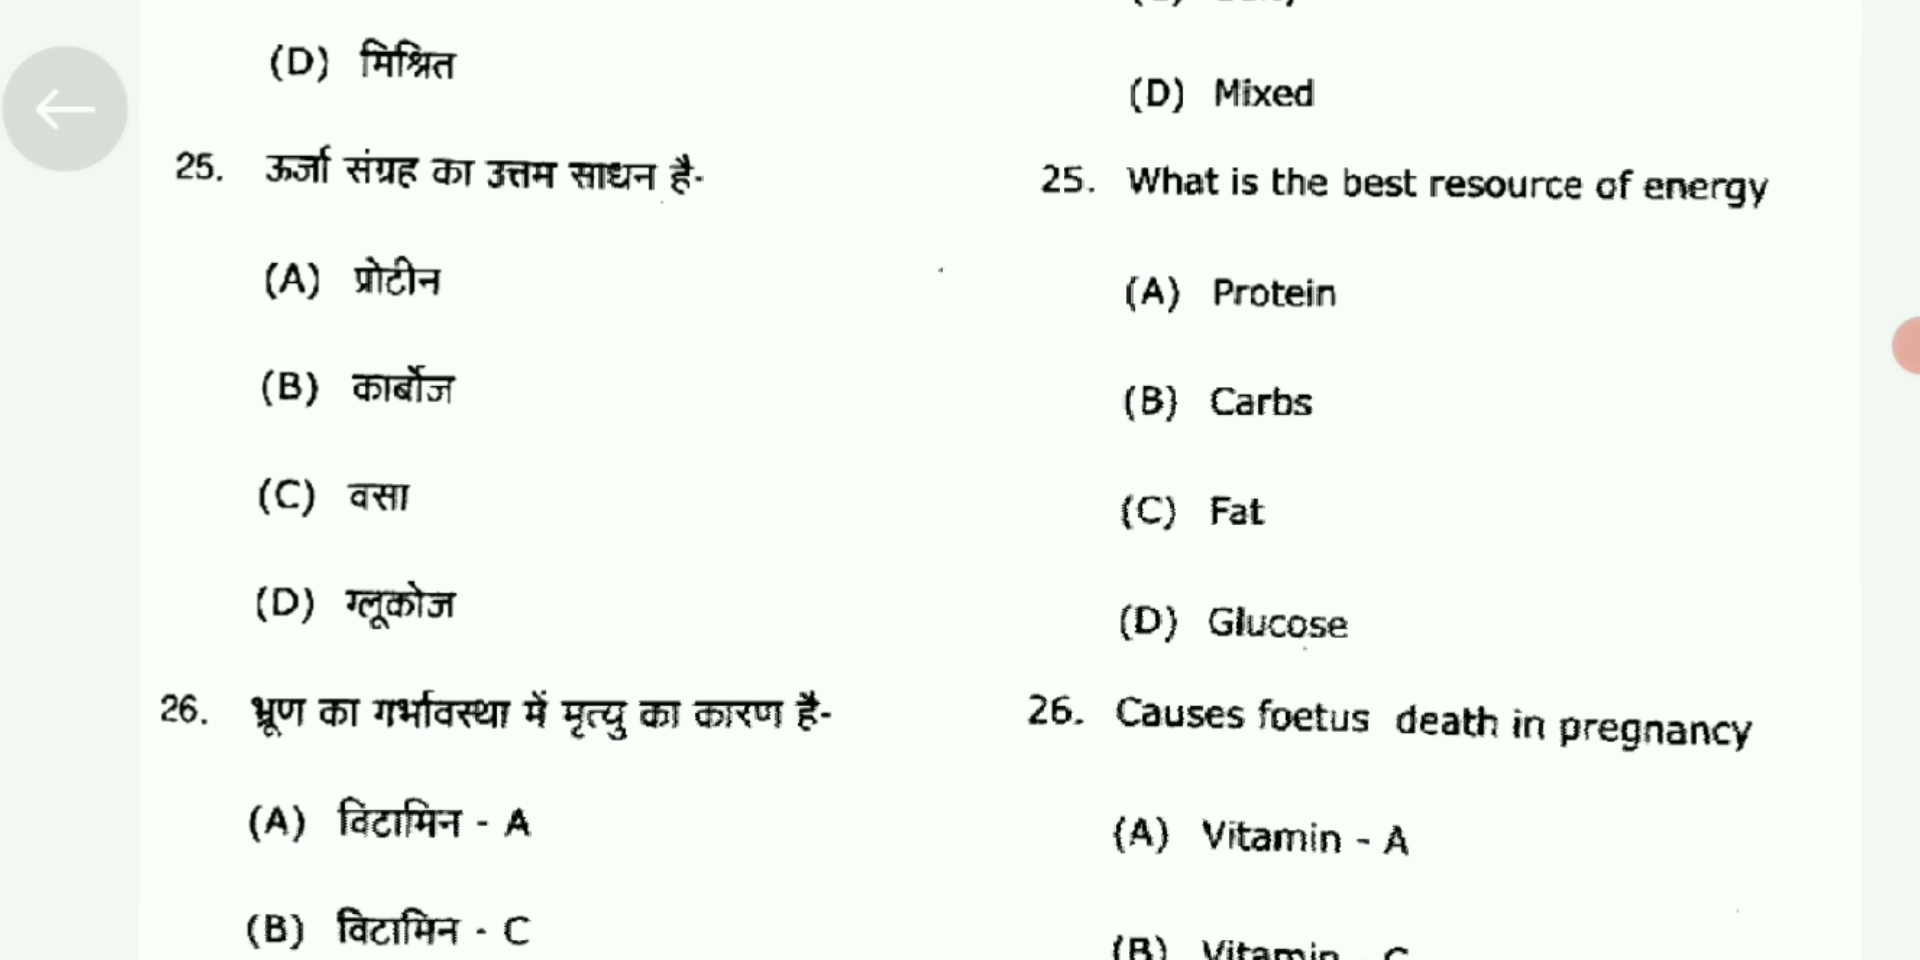 (D) मिश्रित
25. ऊर्जा संग्रह का उत्तम साधन है-
(A) प्रोटीन
(B) कार्बोज
(C) वसा
(D) ग्लूकोज
26. भ्रूण का गर्भावस्था में मृत्यु का कारण है-
(A) विटामिन - A
(B) विटामिन - C
(D) Mixed
25. What is the best resource of energy
(A) Protein
(B) Carbs
(C) Fat
(D) Glucose
26. Causes foetus death in pregnancy
(A) Vitamin - A
(B) Vitamin - C